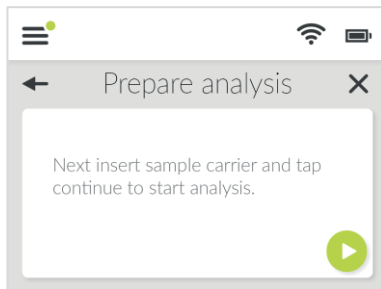 Prepare analysis
Next insert sample carrier and tap
continue to start analysis.